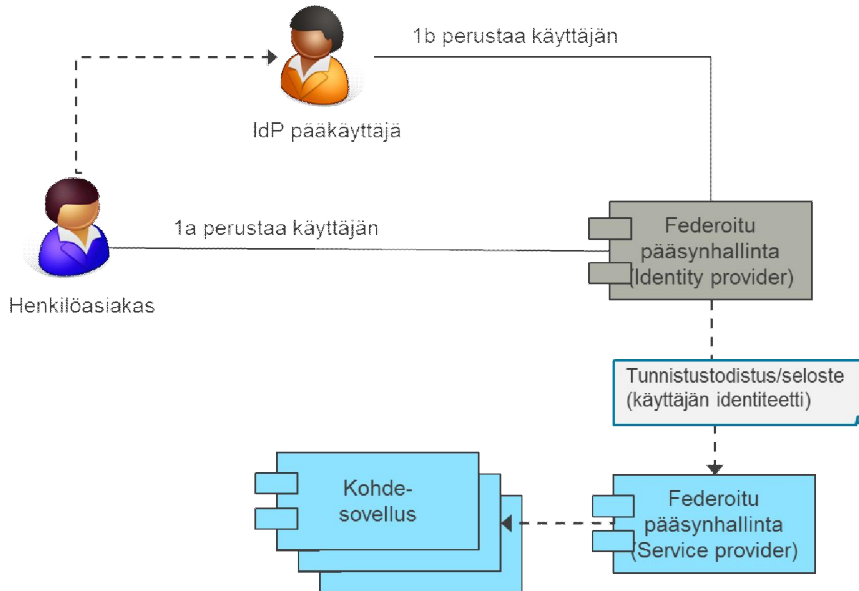 1b perustaa käyttäjän
IdP pääkäyttäjä
1a perustaa käyttäjän
Henkilöasiakas
Federoitu
pääsynhallinta
(Identity provider)
Tunnistustodistus/seloste
(käyttäjän identiteetti)
Kohde-
sovellus
Federoitu
pääsynhallinta
(Service provider)